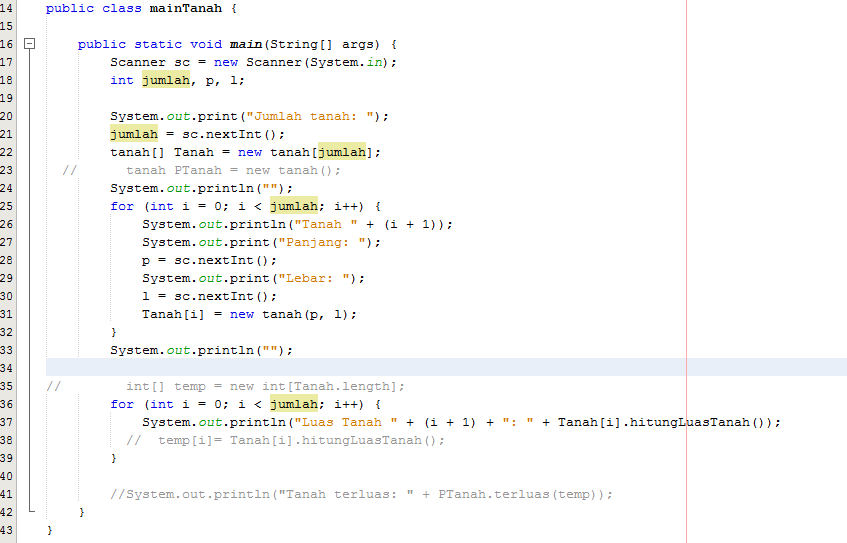 14 public class mainTanah {
15
16 public static void main(String[] args) {
17 Scanner sc = new Scanner(System.in);
18 int jumlah, p, l;
19
20 System.out.print("Jumlah tanah: ");
21 jumlah = sc.nextInt();
22 tanah[] Tanah = new tanah[jumlah];
23 // tanah PTanah = new tanah();
24 System.out.println("");
25 for (int i = 0; i < jumlah; i++) {
26 System.out.println("Tanah " + (i + 1));
27 System.out.print("Panjang: ");
28 p = sc.nextInt();
29 System.out.print("Lebar: ");
30 l = sc.nextInt();
31 Tanah[i] = new tanah(p, l);
32 }
33 System.out.println("");
34
35 // int[] temp = new int[Tanah.length];
36 for (int i = 0; i < jumlah; i++) {
37 System.out.println("Luas Tanah " + (i + 1) + ": " + Tanah[i].hitungLuasTanah());
38 // temp[i]= Tanah[i].hitungLuasTanah();
39 }
40
41 //System.out.println("Tanah terluas: " + PTanah.terluas(temp));
42 }
43 }